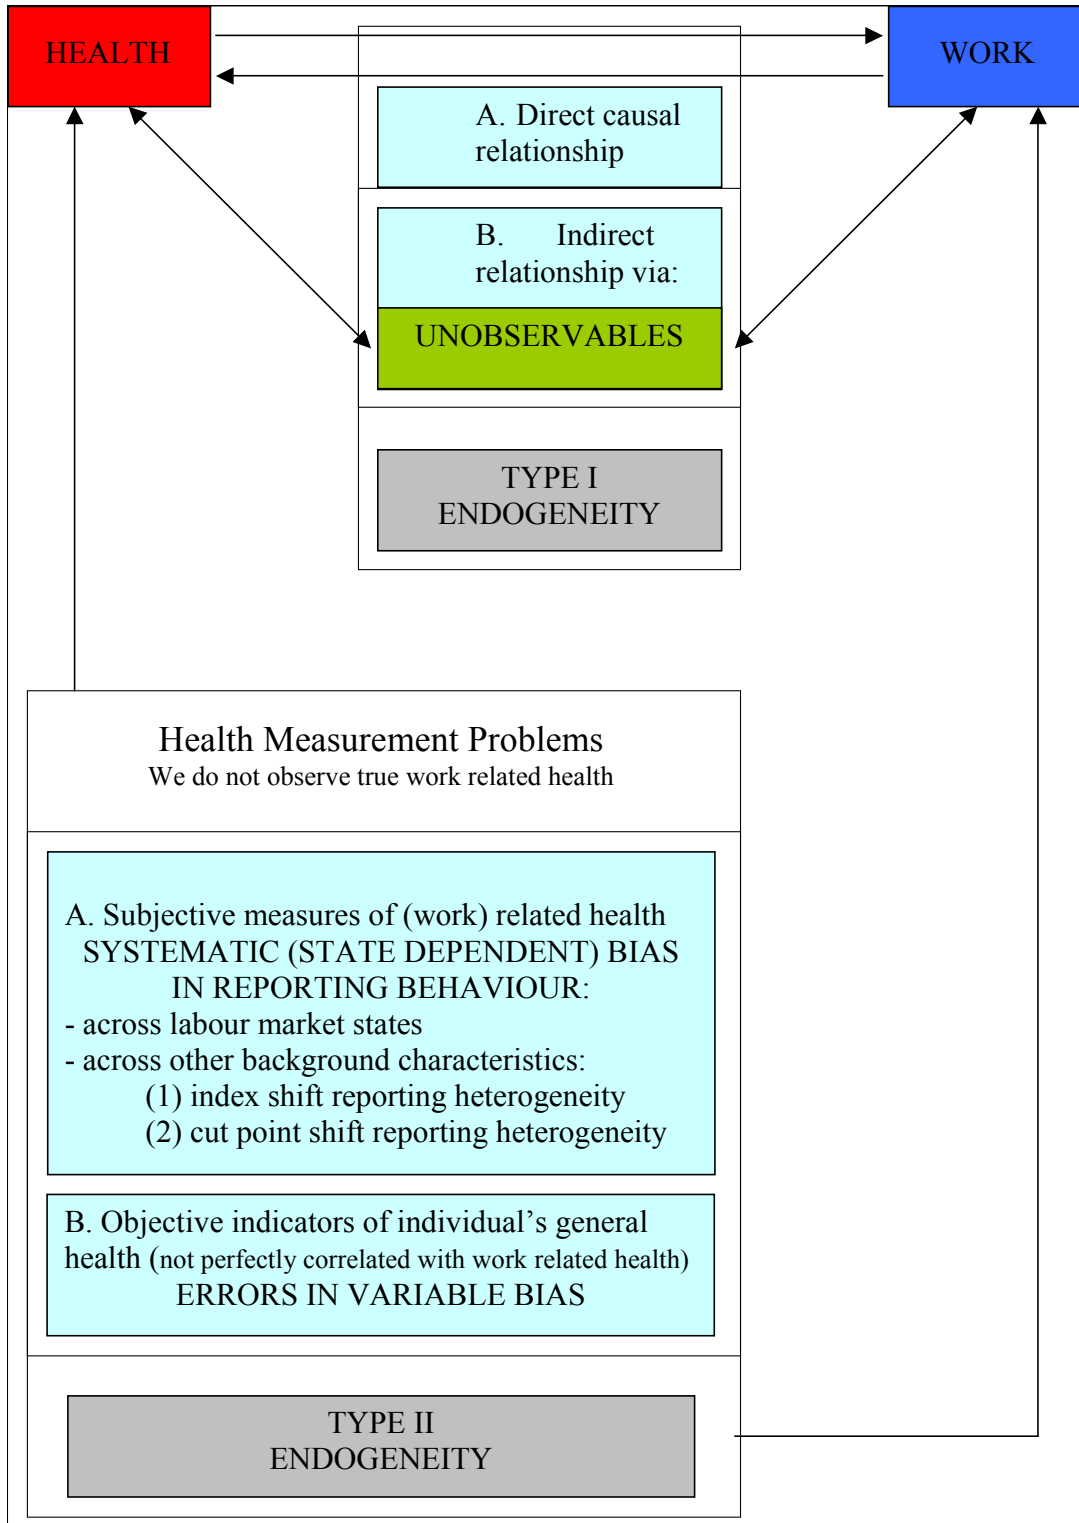 HEALTH
WORK
A. Direct causal
relationship
B. Indirect
relationship via:
UNOBSERVABLES
TYPE I
ENDOGENEITY
Health Measurement Problems
We do not observe true work related health
A. Subjective measures of (work) related health
SYSTEMATIC (STATE DEPENDENT) BIAS
IN REPORTING BEHAVIOUR:
- across labour market states
- across other background characteristics:
(1) index shift reporting heterogeneity
(2) cut point shift reporting heterogeneity
B. Objective indicators of individual’s general
health (not perfectly correlated with work related health)
ERRORS IN VARIABLE BIAS
TYPE II
ENDOGENEITY